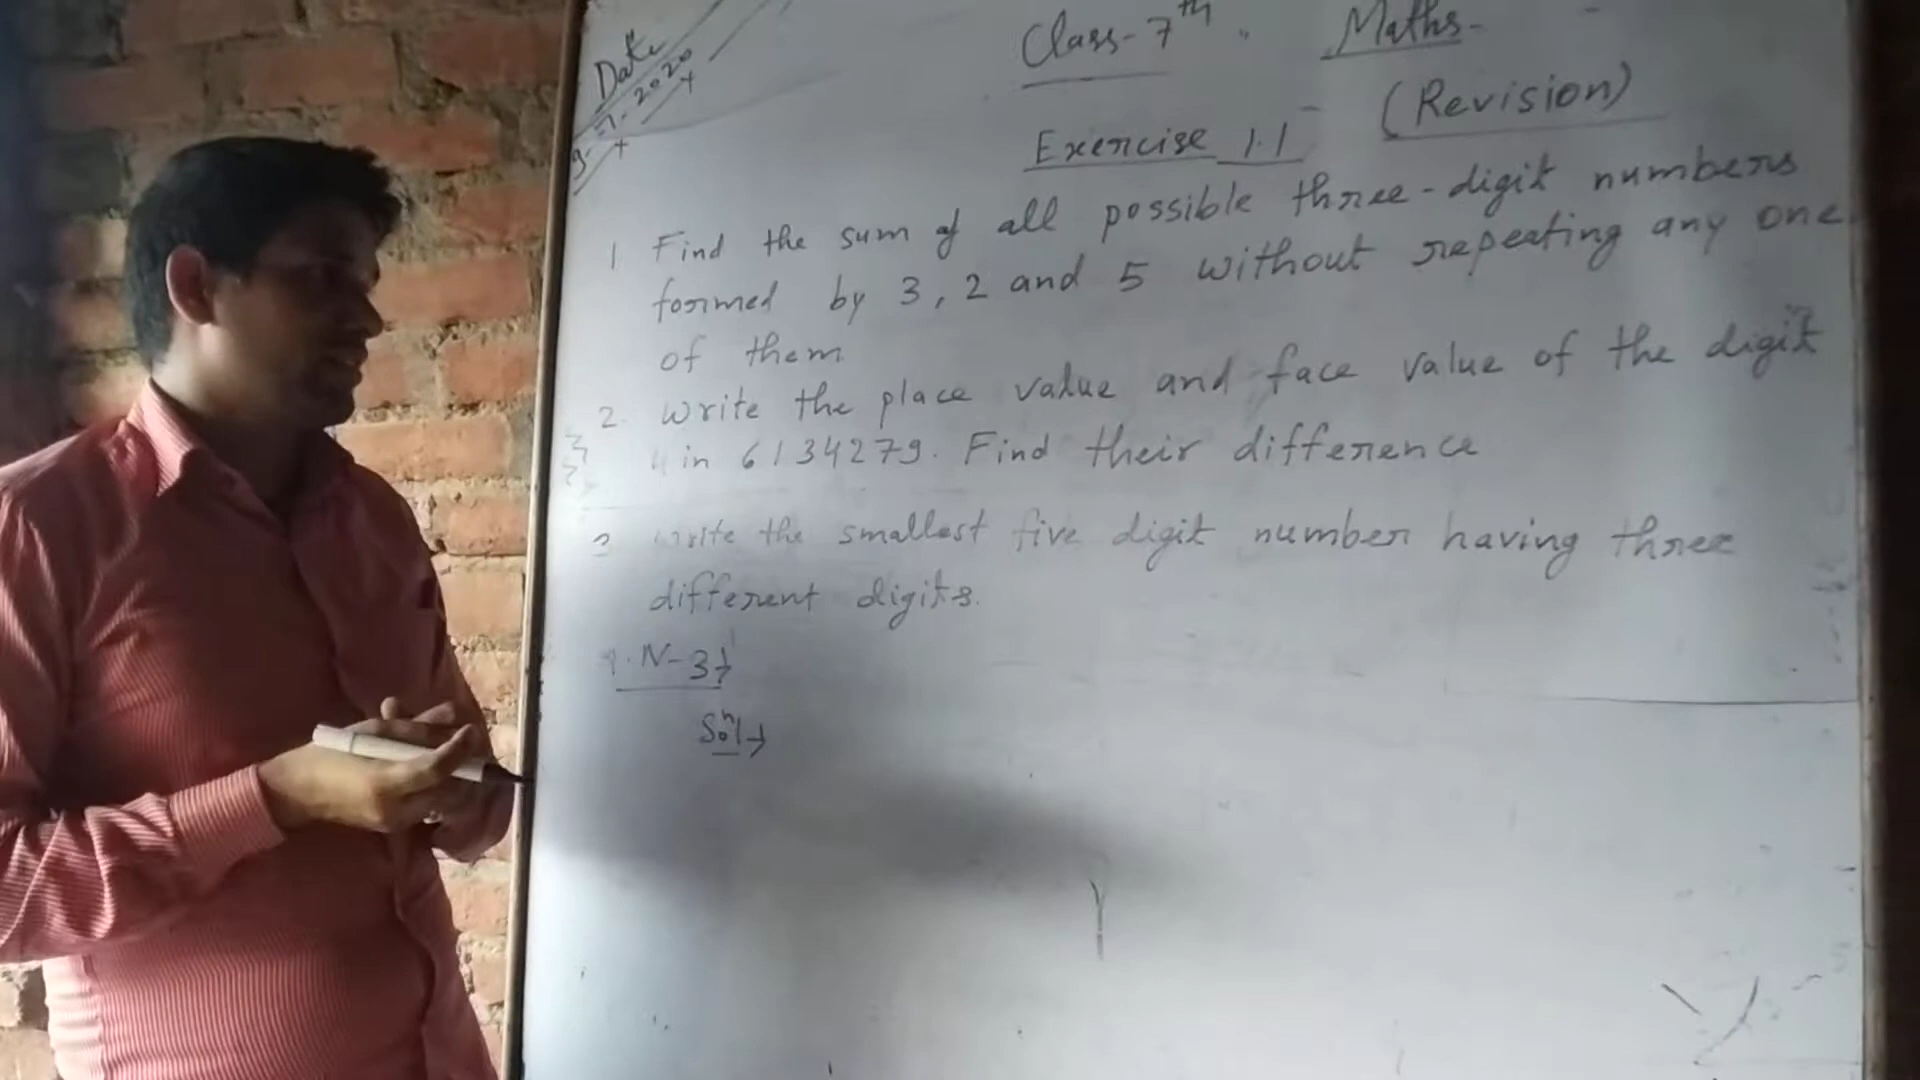 Date
9-7-2020
Class-7th Maths-
(Revision)
Exercise 1.1
1 Find the sum of all possible three-digit numbers
formed by 3, 2 and 5 without repeating any one
of them
2. Write the place value and face value of the digit
4 in 6134279. Find their difference
3 write the smallest five digit number having three
different digits.
N-3→
Solⁿ→